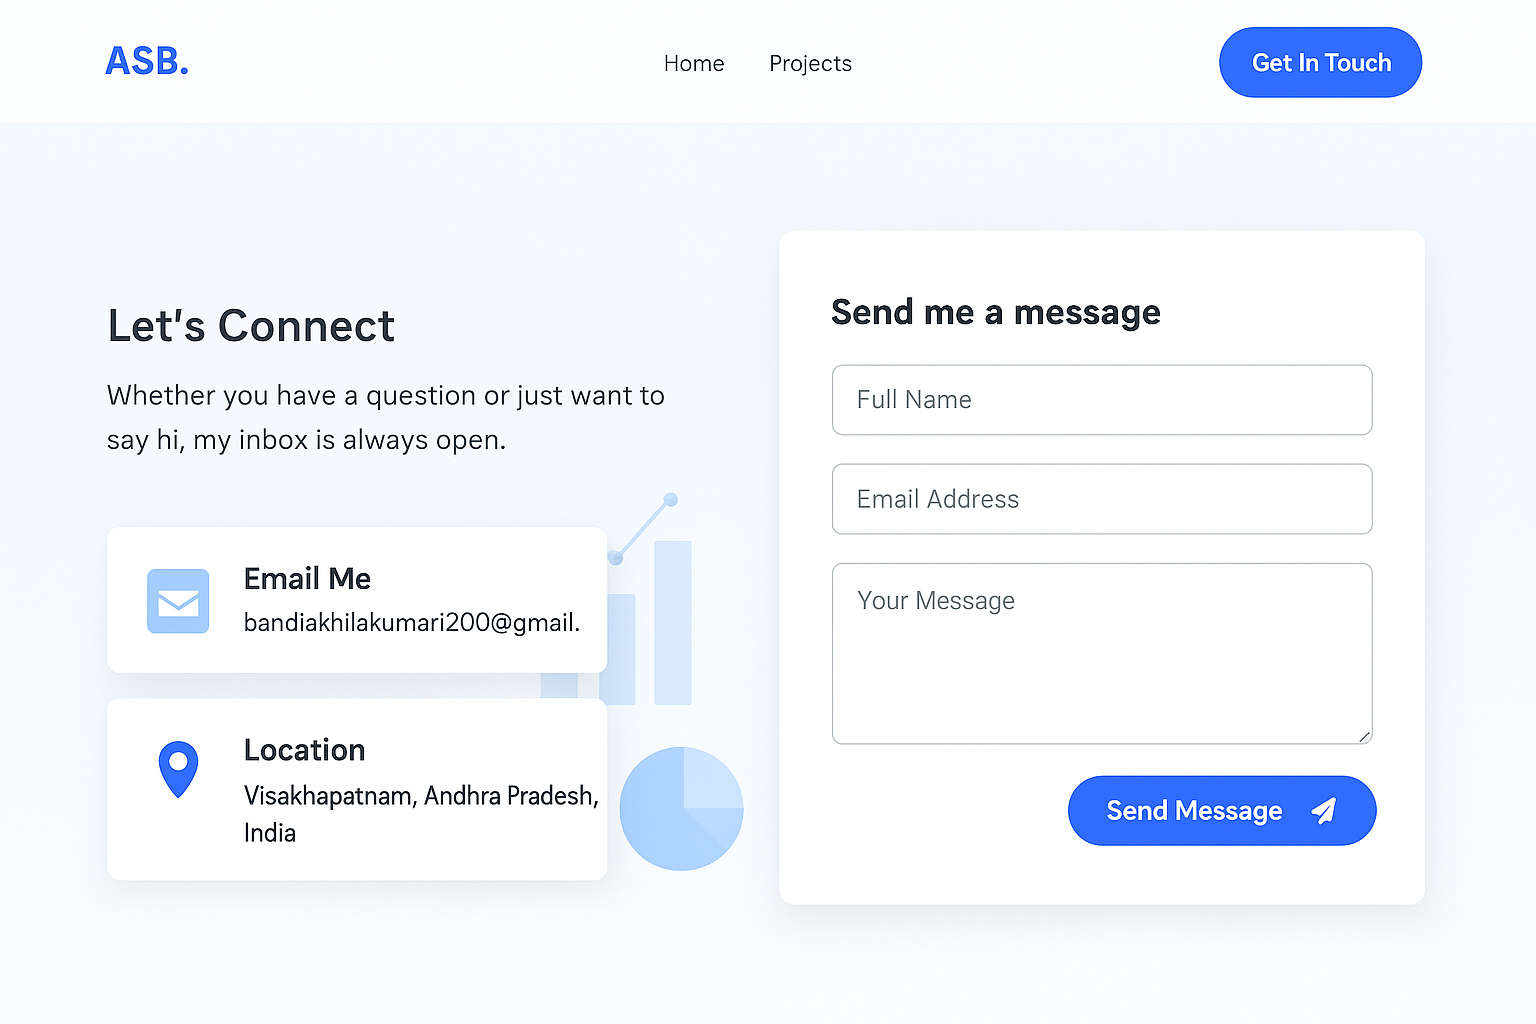 ASB.
Home
Projects
Get In Touch
Let's Connect
Whether you have a question or just want to
say hi, my inbox is always open.
Email Me
bandiakhilakumari200@gmail.
Location
Visakhapatnam, Andhra Pradesh,
India
Send me a message
Full Name
Email Address
Your Message
Send Message